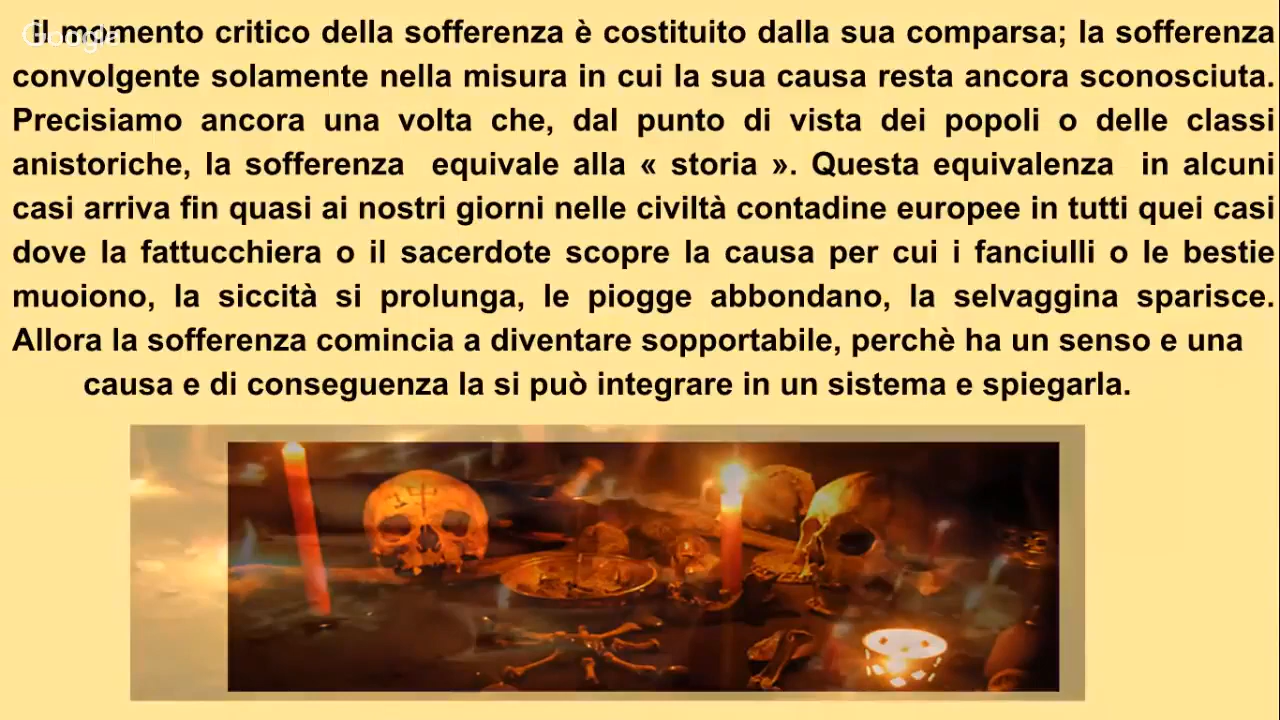 Google
il momento critico della sofferenza è costituito dalla sua comparsa; la sofferenza
convolgente solamente nella misura in cui la sua causa resta ancora sconosciuta.
Precisiamo ancora una volta che, dal punto di vista dei popoli o delle classi
anistoriche, la sofferenza equivale alla « storia ». Questa equivalenza in alcuni
casi arriva fin quasi ai nostri giorni nelle civiltà contadine europee in tutti quei casi
dove la fattucchiera o il sacerdote scopre la causa per cui i fanciulli o le bestie
muoiono, la siccità si prolunga, le piogge abbondano, la selvaggina sparisce.
Allora la sofferenza comincia a diventare sopportabile, perchè ha un senso e una
causa e di conseguenza la si può integrare in un sistema e spiegarla.